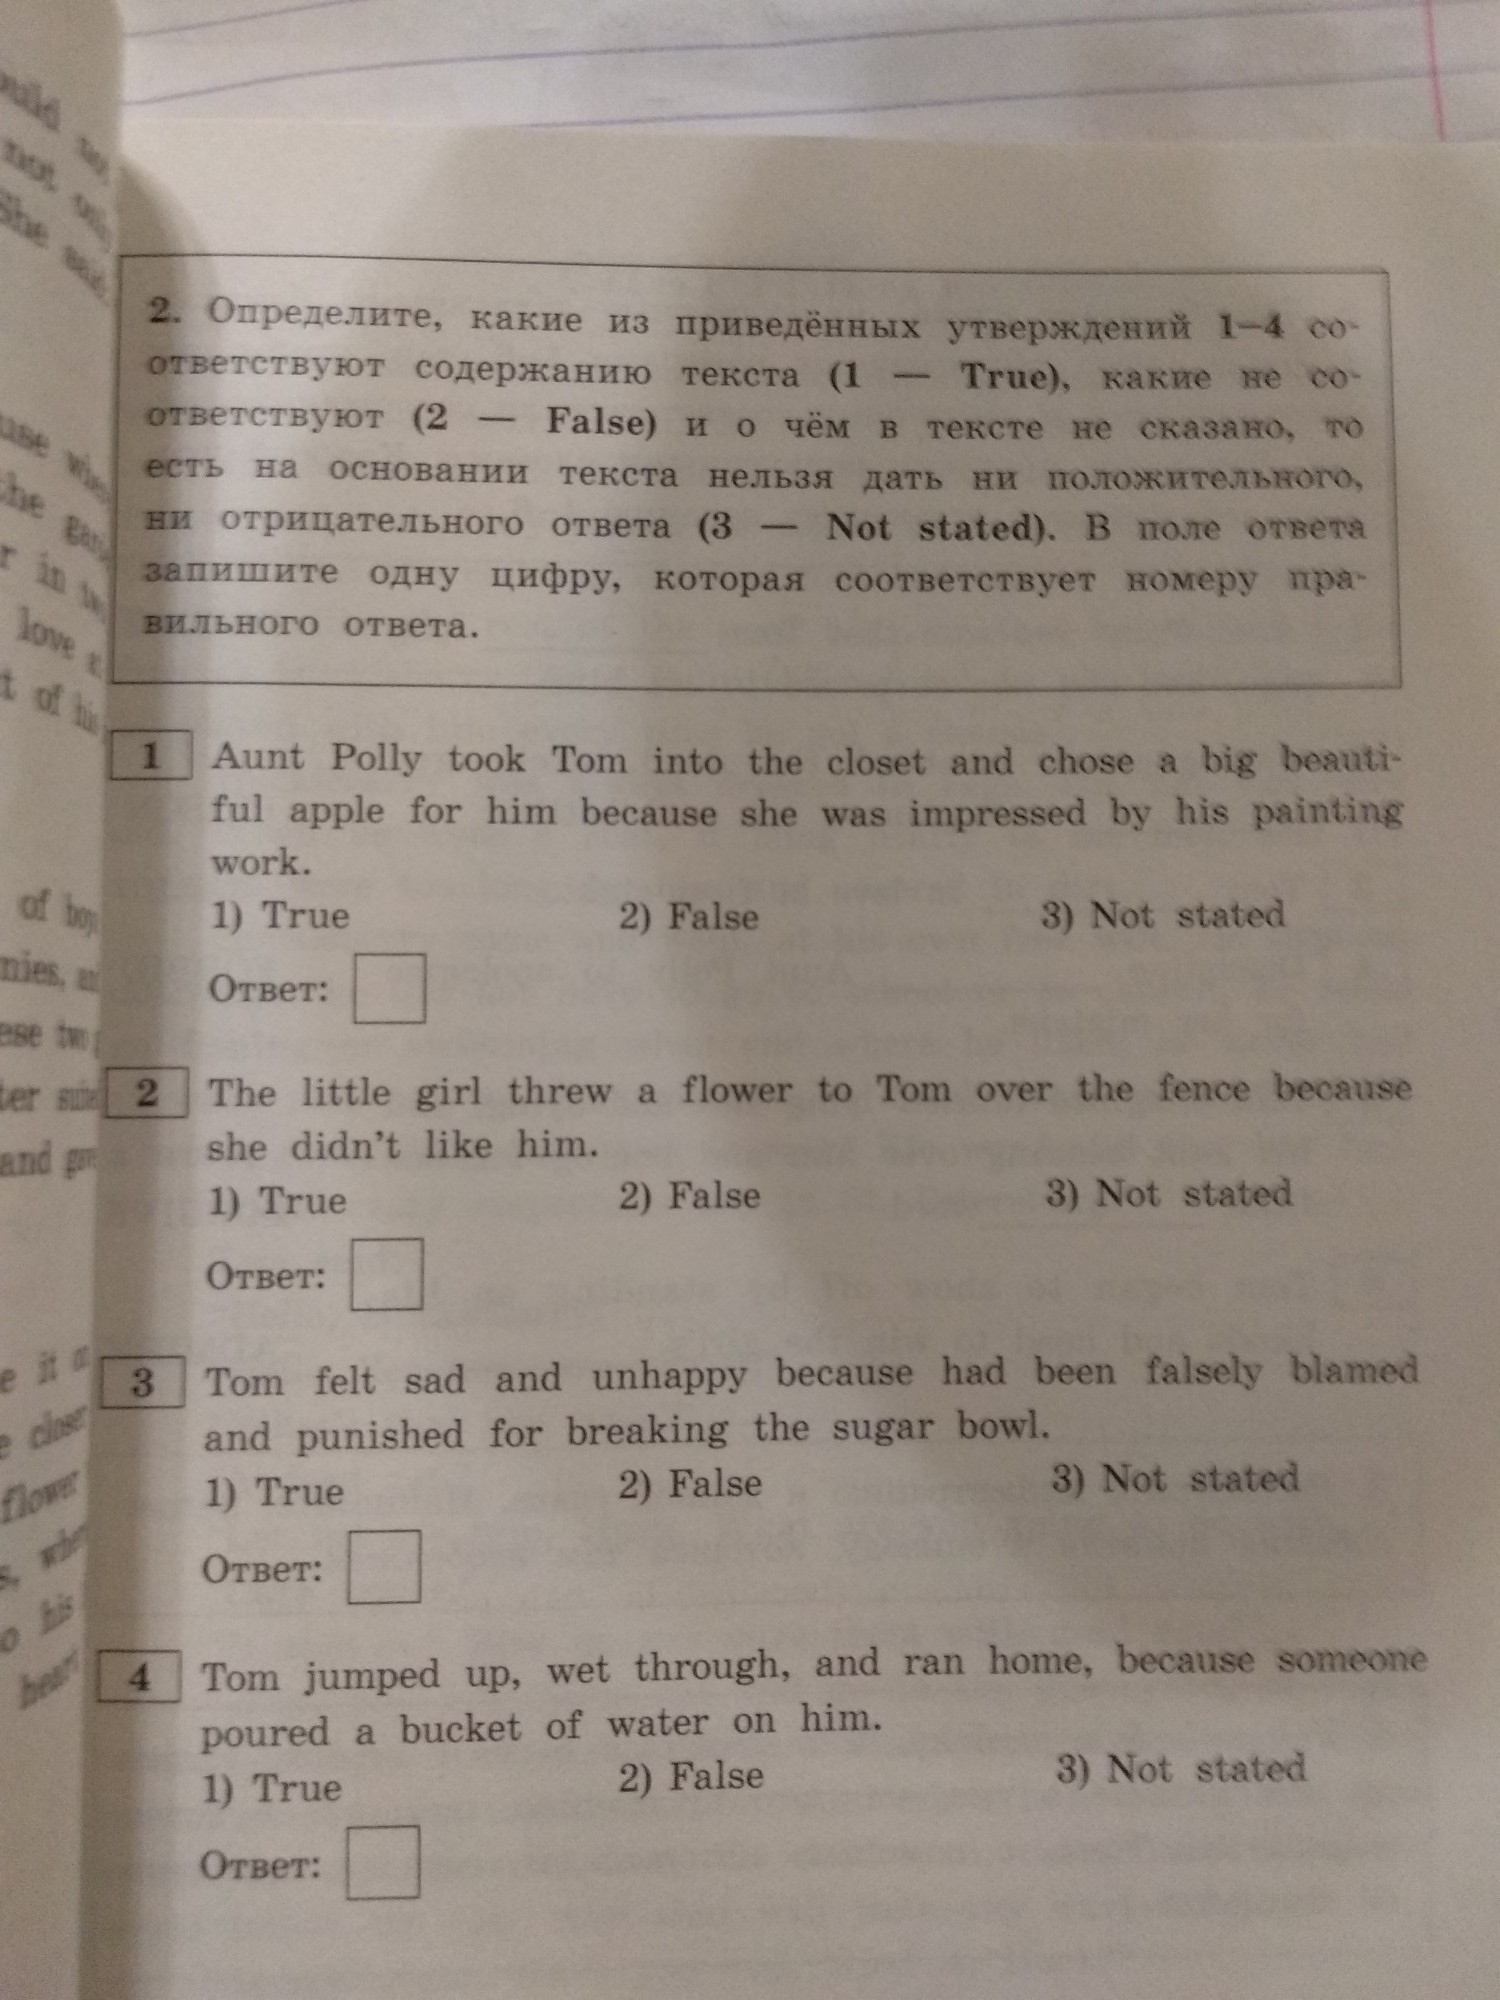 2. Определите, какие из приведённых утверждений 1—4 со-
ответствуют содержанию текста (1 — True), какие не со-
ответствуют (2 — False) и о чём в тексте не сказано, то
есть на основании текста нельзя дать ни положительного,
ни отрицательного ответа (3 — Not stated). В поле ответа
запишите одну цифру, которая соответствует номеру пра-
вильного ответа.
1 Aunt Polly took Tom into the closet and chose a big beauti-
ful apple for him because she was impressed by his painting
work.
1) True 2) False 3) Not stated
Ответ:
2 The little girl threw a flower to Tom over the fence because
she didn't like him.
1) True 2) False 3) Not stated
Ответ:
3 Tom felt sad and unhappy because had been falsely blamed
and punished for breaking the sugar bowl.
1) True 2) False 3) Not stated
Ответ:
4 Tom jumped up, wet through, and ran home, because someone
poured a bucket of water on him.
1) True 2) False 3) Not stated
Ответ: